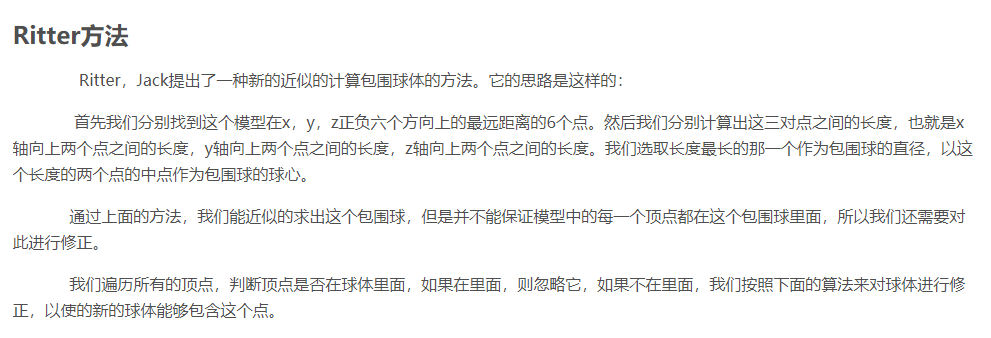 Ritter方法
Ritter，Jack提出了一种新的近似的计算包围球体的方法。它的思路是这样的：
首先我们分别找到这个模型在x，y，z正负六个方向上的最远距离的6个点。然后我们分别计算出这三对点之间的长度，也就是x
轴向上两个点之间的长度，y轴向上两个点之间的长度，z轴向上两个点之间的长度。我们选取长度最长的那一个作为包围球的直径，以这
个长度的两个点的中点作为包围球的球心。
通过上面的方法，我们能近似的求出这个包围球，但是并不能保证模型中的每一个顶点都在这个包围球里面，所以我们还需要对
此进行修正。
我们遍历所有的顶点，判断顶点是否在球体里面，如果在里面，则忽略它，如果不在里面，我们按照下面的算法来对球体进行修
正，以使的新的球体能够包含这个点。